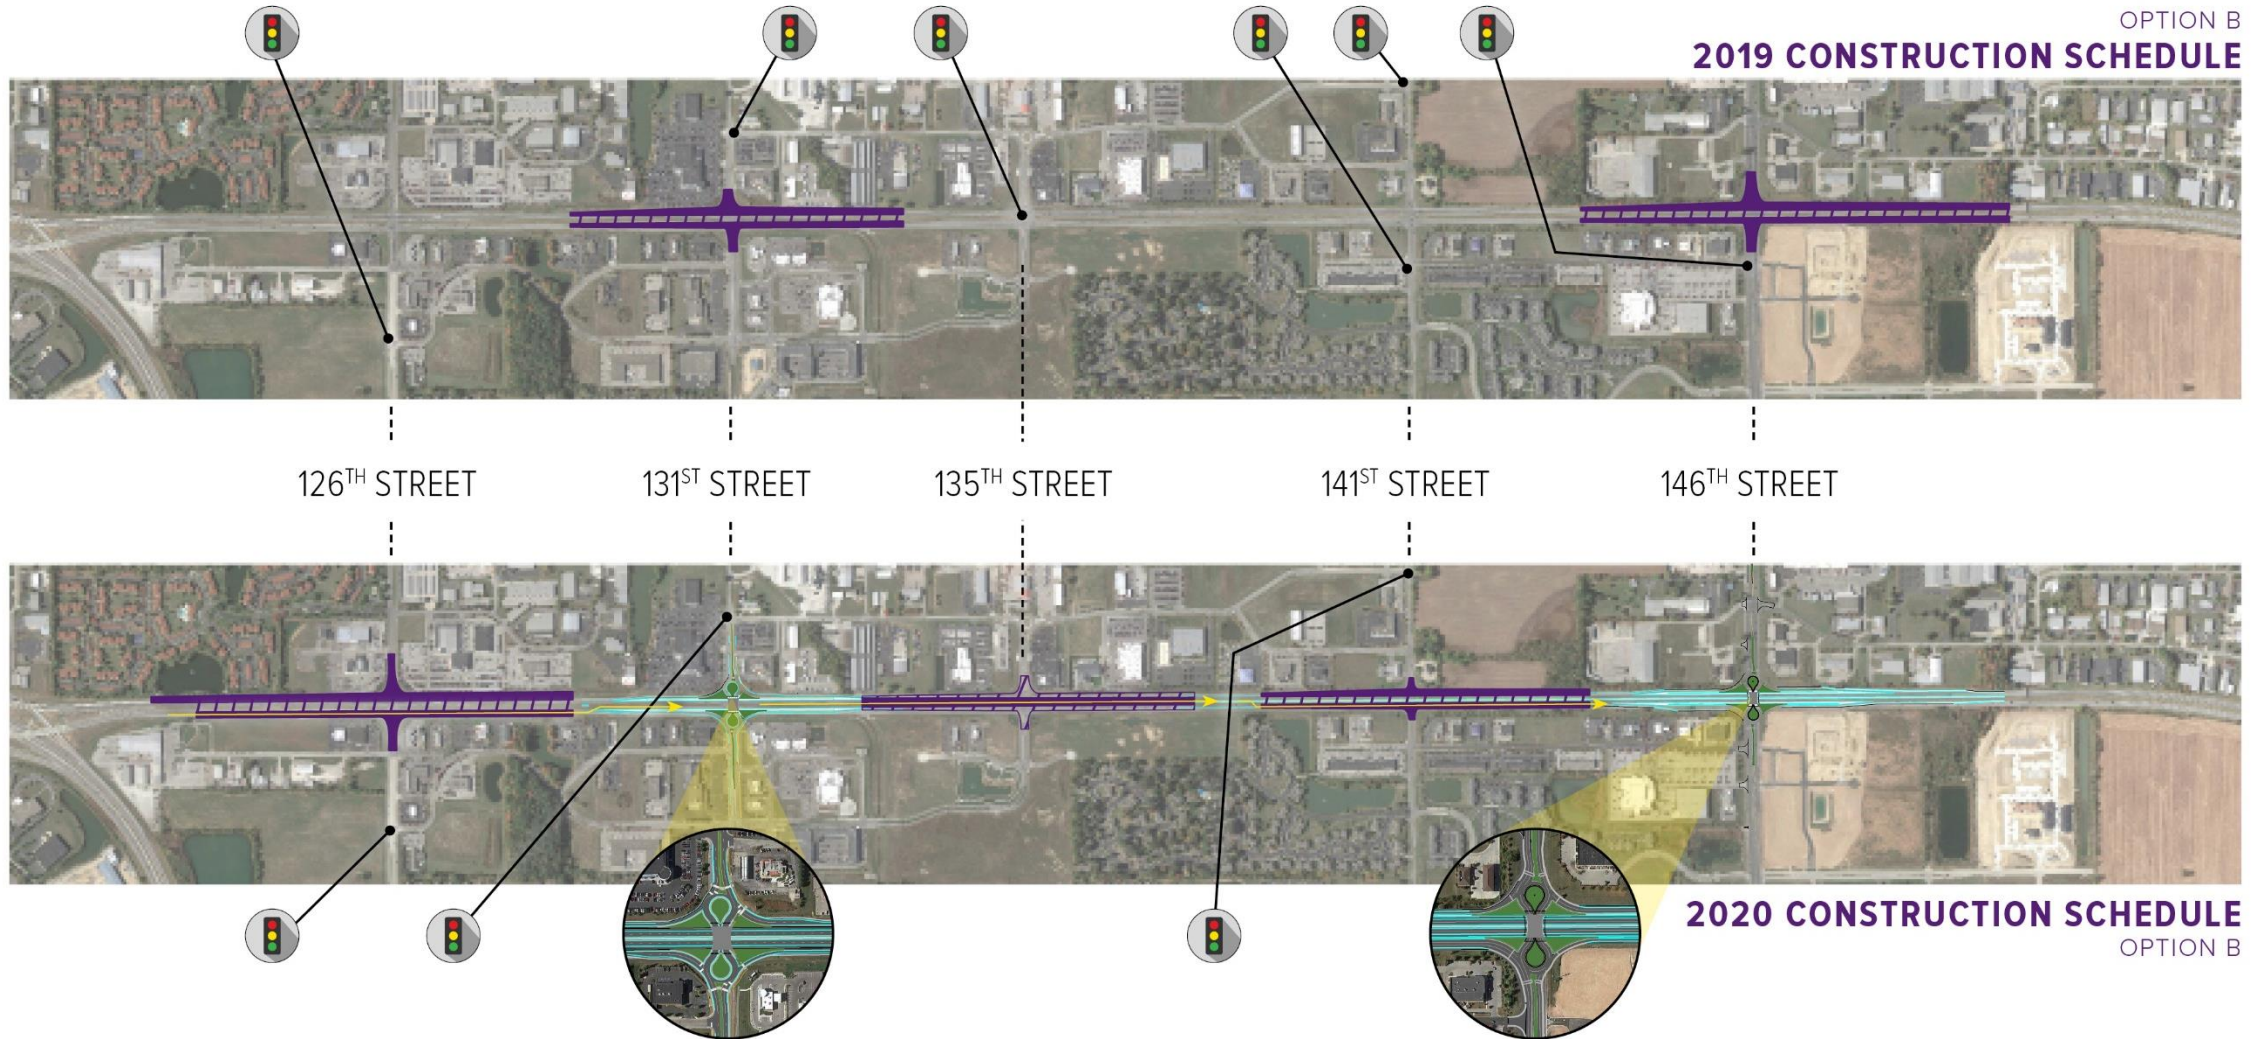 OPTION B
2019 CONSTRUCTION SCHEDULE
126TH STREET
131ST STREET
135TH STREET
141ST STREET
146TH STREET
2020 CONSTRUCTION SCHEDULE
OPTION B